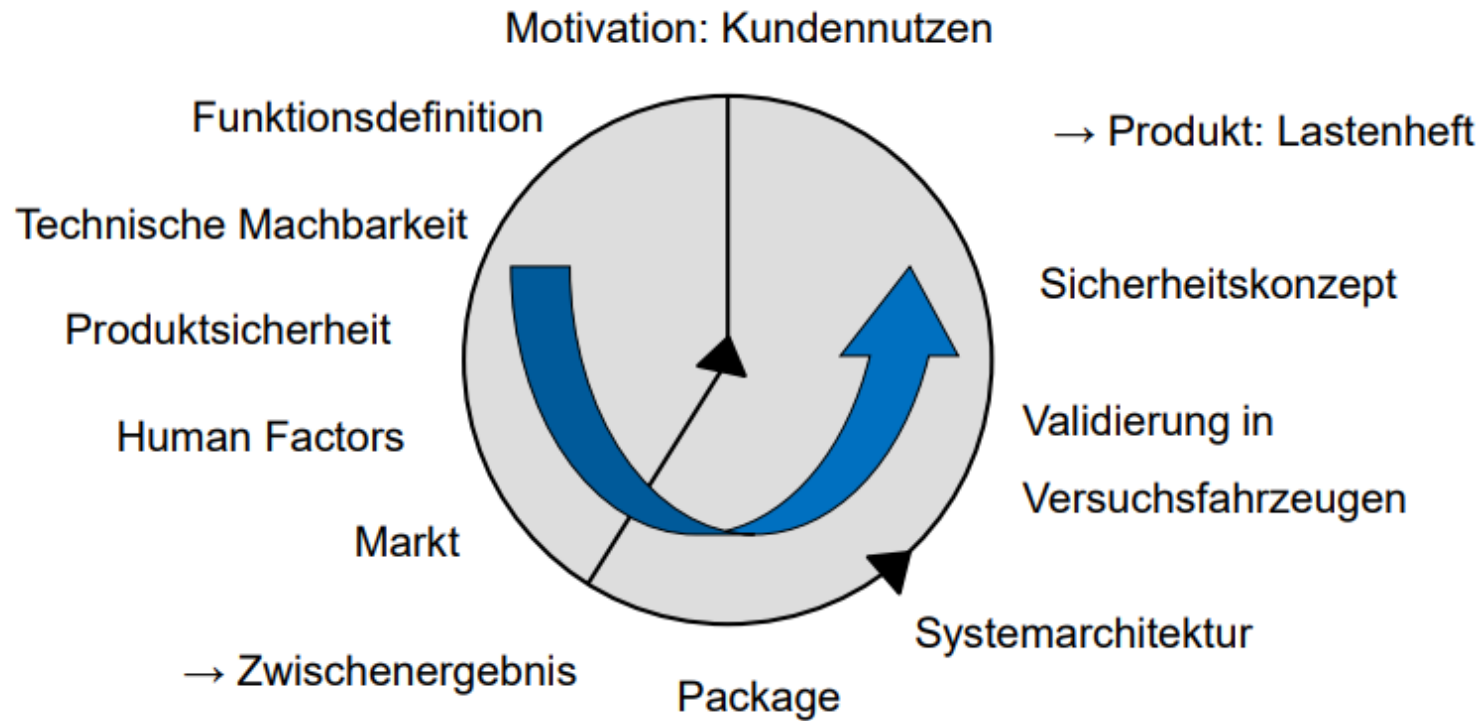 Motivation: Kundennutzen
Funktionsdefinition
Technische Machbarkeit
Produktsicherheit
Human Factors
Markt
→ Zwischenergebnis
Package
Systemarchitektur
Validierung in
Versuchsfahrzeugen
Sicherheitskonzept
→ Produkt: Lastenheft